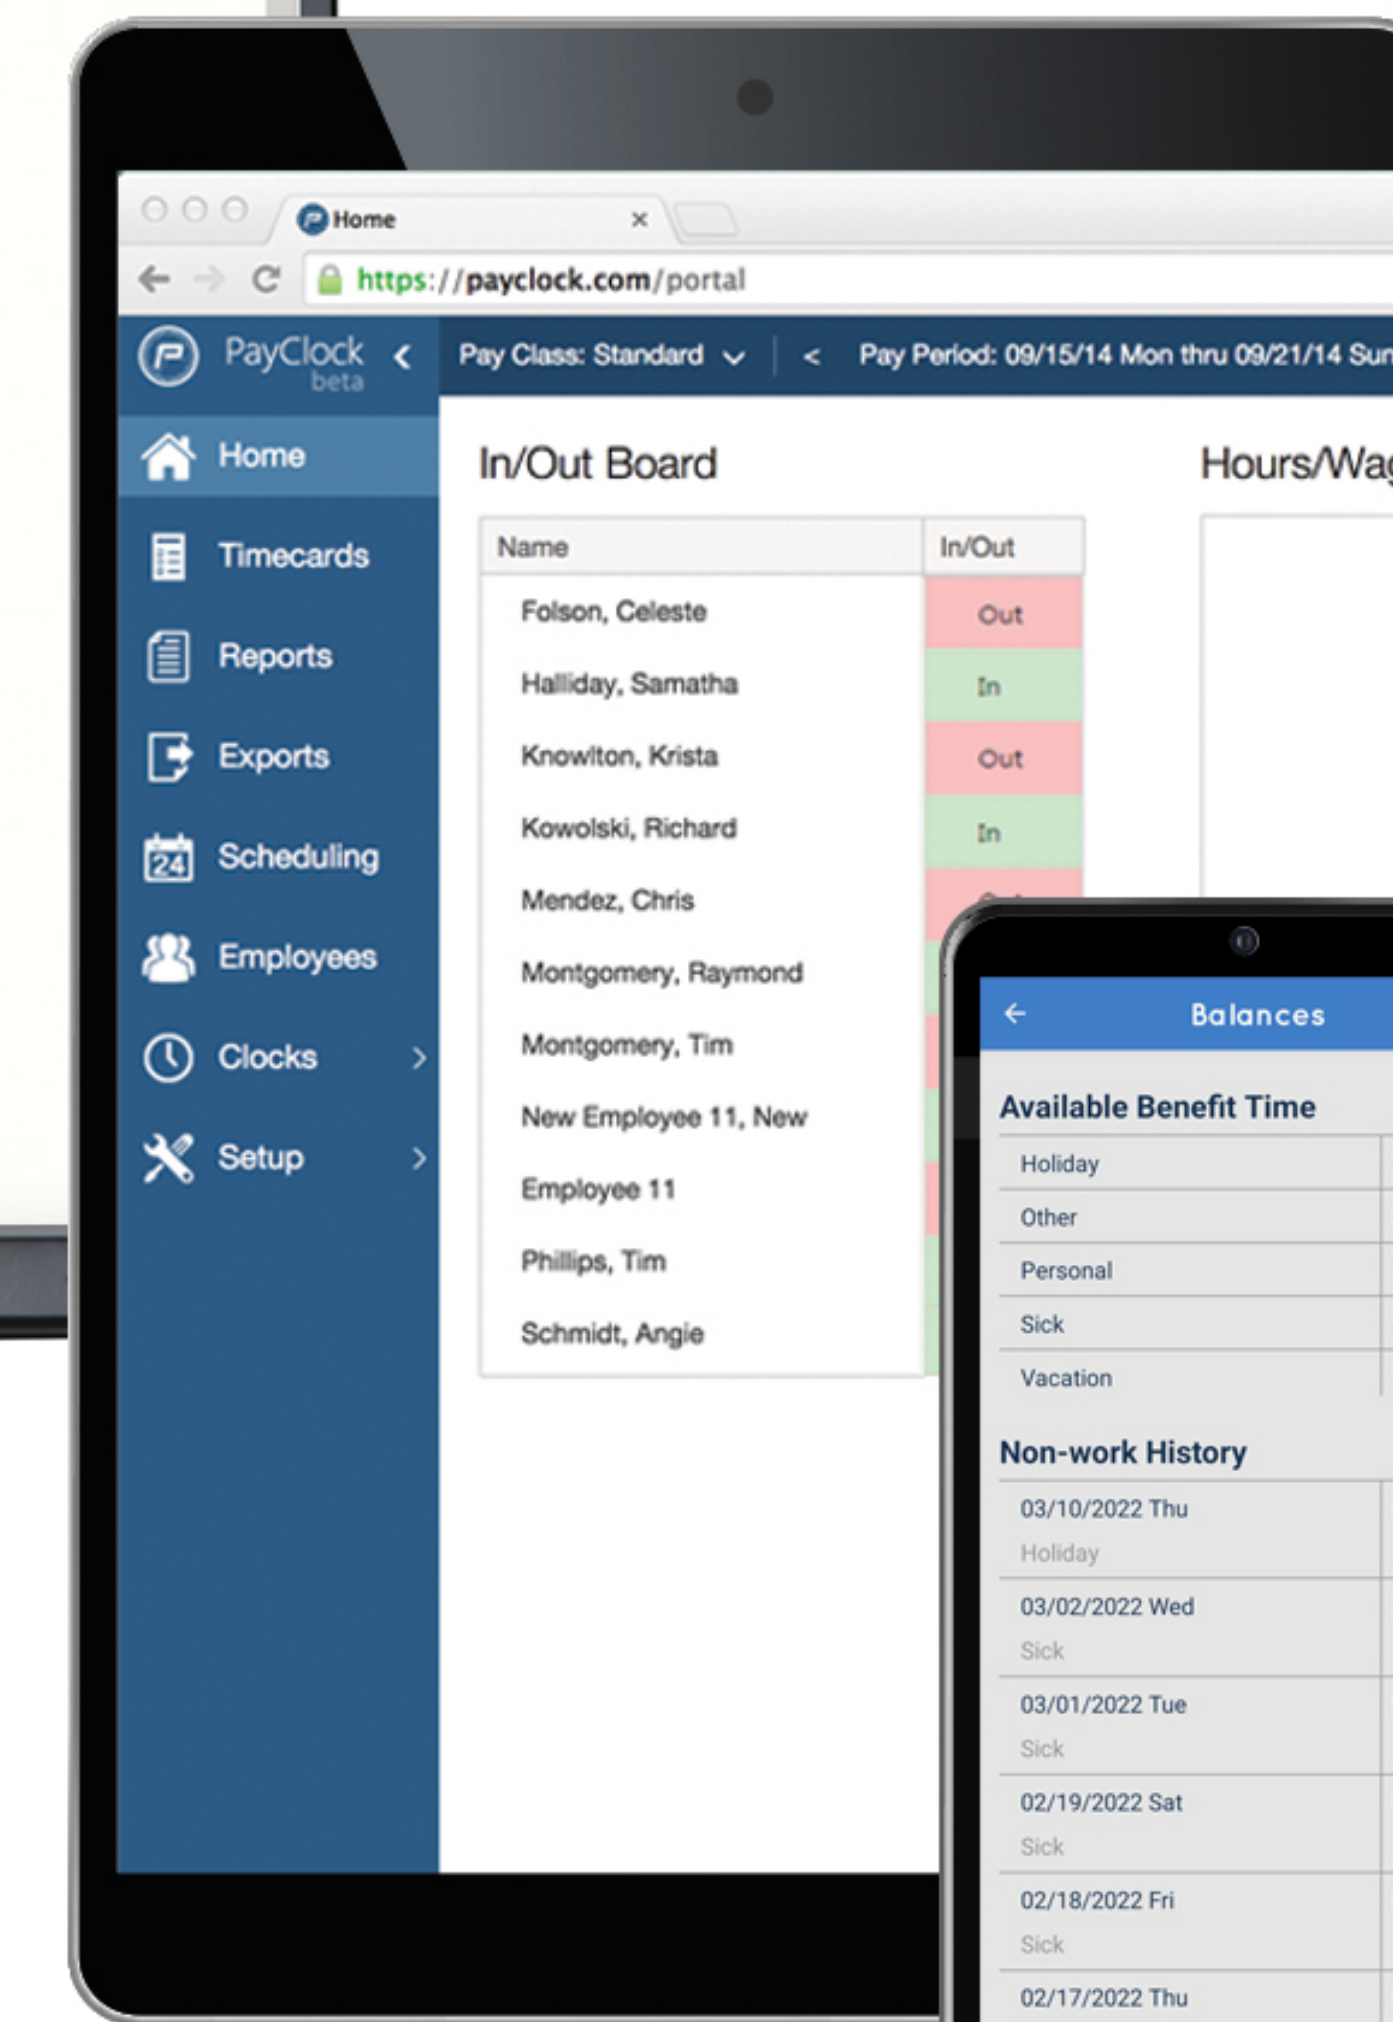 Home
https://payclock.com/portal
PayClock
beta
Pay Class: Standard
< Pay Period: 09/15/14 Mon thru 09/21/14 Sun
Home
Timecards
Reports
Exports
24 Scheduling
Employees
Clocks
Setup
In/Out Board
Name In/Out
Folson, Celeste Out
Halliday, Samatha In
Knowlton, Krista Out
Kowolski, Richard In
Mendez, Chris
Montgomery, Raymond
Montgomery, Tim
New Employee 11, New
Employee 11
Phillips, Tim
Schmidt, Angie
Balances
Available Benefit Time
Holiday
Other
Personal
Sick
Vacation
Non-work History
03/10/2022 Thu
Holiday
03/02/2022 Wed
Sick
03/01/2022 Tue
Sick
02/19/2022 Sat
Sick
02/18/2022 Fri
Sick
02/17/2022 Thu